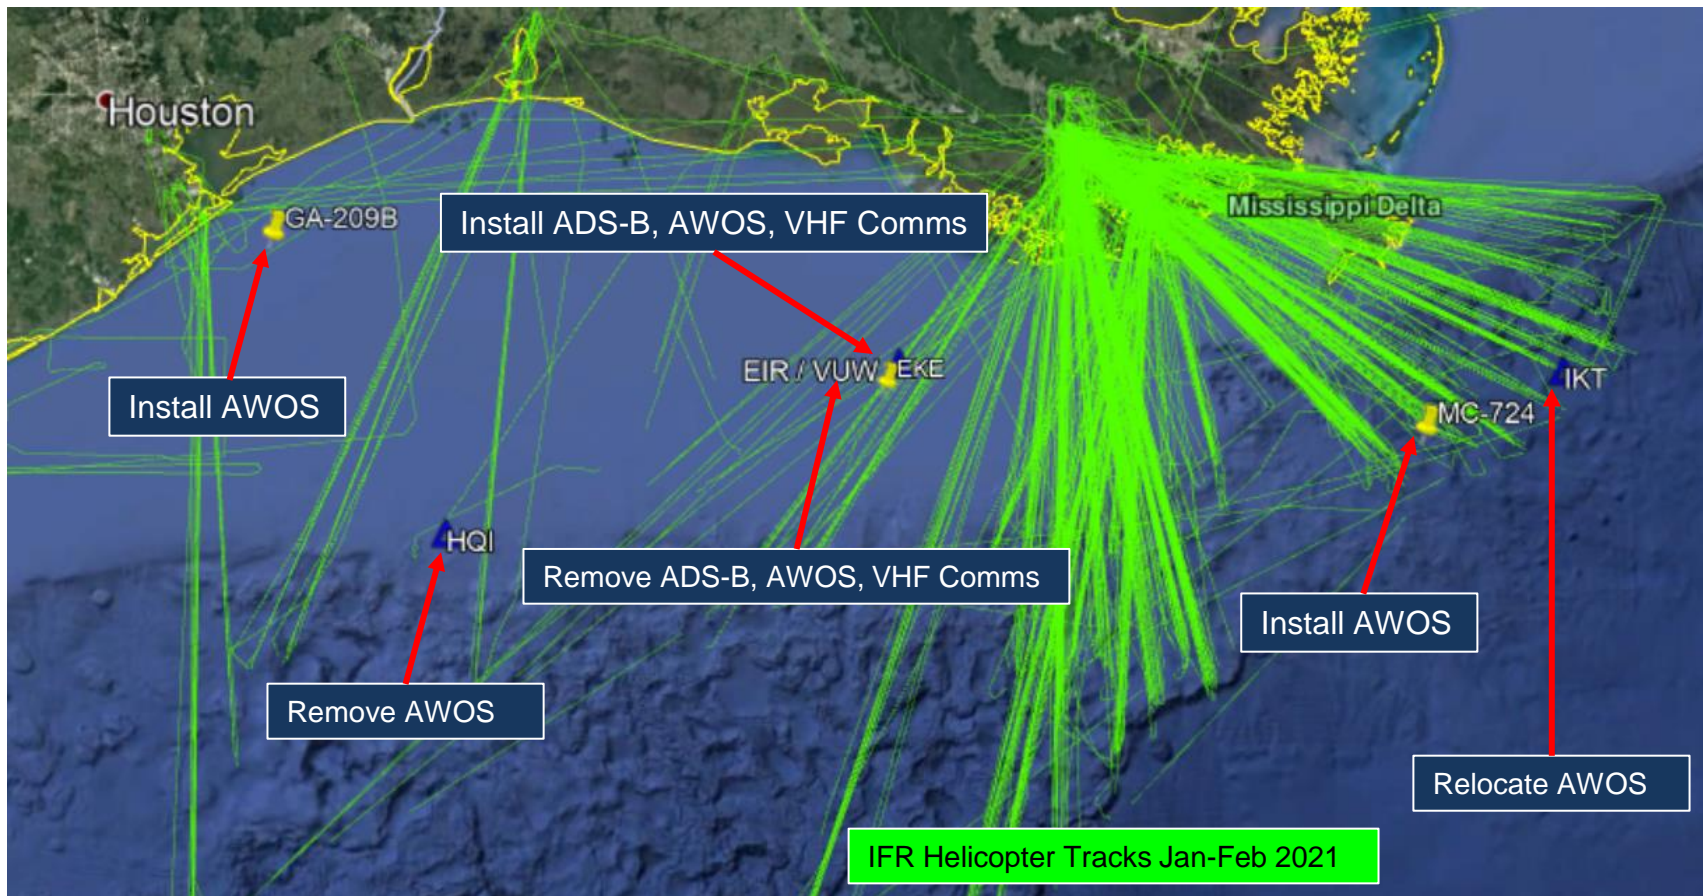 Houston
GA-209B
Install ADS-B, AWOS, VHF Comms
Mississippi Delta
Install AWOS
EIR / VUW
EKE
IKT
MC-724
HQI
Remove ADS-B, AWOS, VHF Comms
Install AWOS
Remove AWOS
Relocate AWOS
IFR Helicopter Tracks Jan-Feb 2021